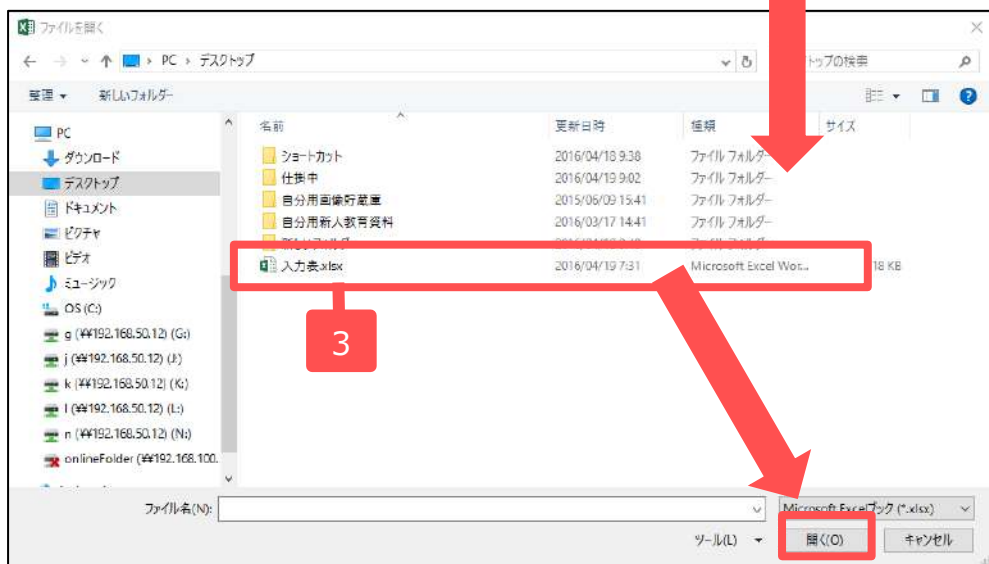 ファイルを開く
PC › デスクトップ
トップの検索
整理 新しいフォルダー
名前 更新日時 種類 サイズ
PC
ダウンロード
デスクトップ
ドキュメント
ピクチャ
ビデオ
ミュージック
OS (C:)
g (¥¥192.168.50.12) (G:)
j (¥¥192.168.50.12) (J:)
k (¥¥192.168.50.12) (K:)
l (¥¥192.168.50.12) (L:)
n (¥¥192.168.50.12) (N:)
onlineFolder (¥¥192.168.100.
ショートカット 2016/04/18 9:38 ファイル フォルダー
仕掛中 2016/04/19 9:02 ファイル フォルダー
自分用画像貯蔵庫 2015/06/09 15:41 ファイル フォルダー
自分用新人教育資料 2016/03/17 14:41 ファイル フォルダー
入力表.xlsx 2016/04/19 7:31 Microsoft Excel Wor... 18 KB
3
ファイル名(N):
Microsoft Excelブック (*.xlsx)
ツール(L) 開く(O) キャンセル